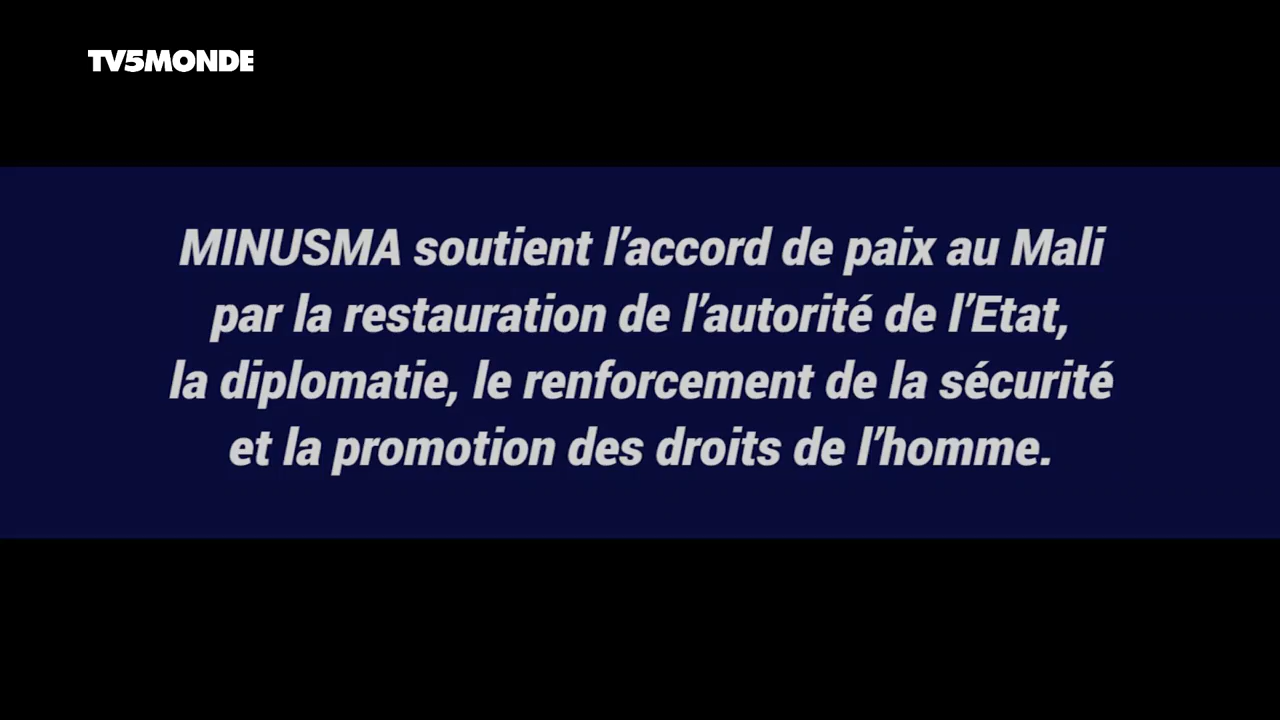 TV5MONDE
MINUSMA soutient l’accord de paix au Mali
par la restauration de l’autorité de l’Etat,
la diplomatie, le renforcement de la sécurité
et la promotion des droits de l’homme.